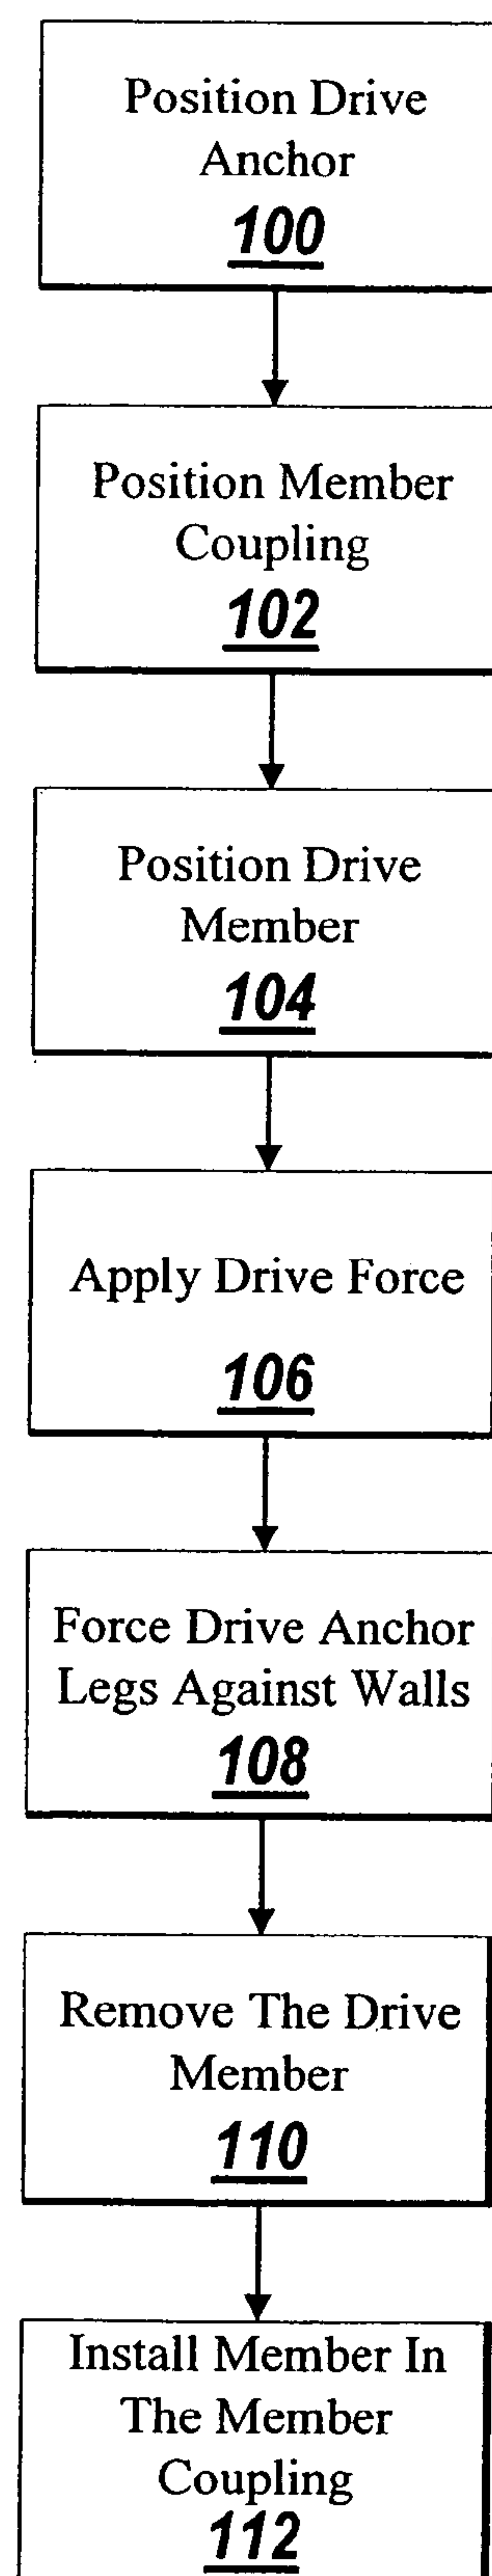 Position Drive
Anchor
100
Position Member
Coupling
102
Position Drive
Member
104
Apply Drive Force
106
Force Drive Anchor
Legs Against Walls
108
Remove The Drive
Member
110
Install Member In
The Member
Coupling
112